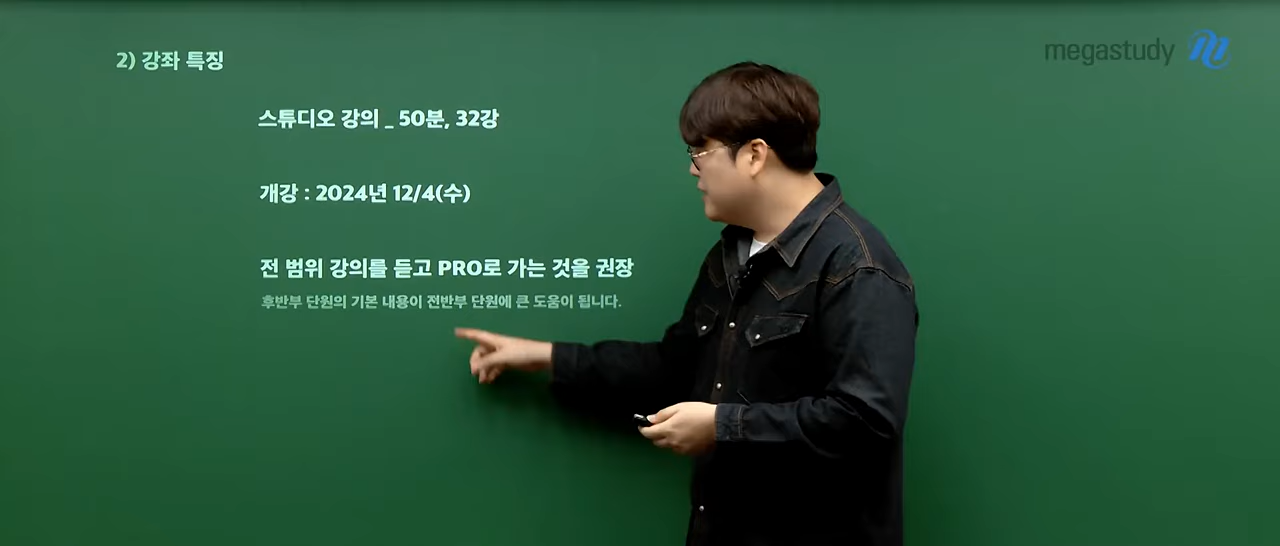 2) 강좌 특징
megastudy
스튜디오 강의 _ 50분, 32강
개강 : 2024년 12/4(수)
전 범위 강의를 듣고 PRO로 가는 것을 권장
후반부 단원의 기본 내용이 전반부 단원에 큰 도움이 됩니다.